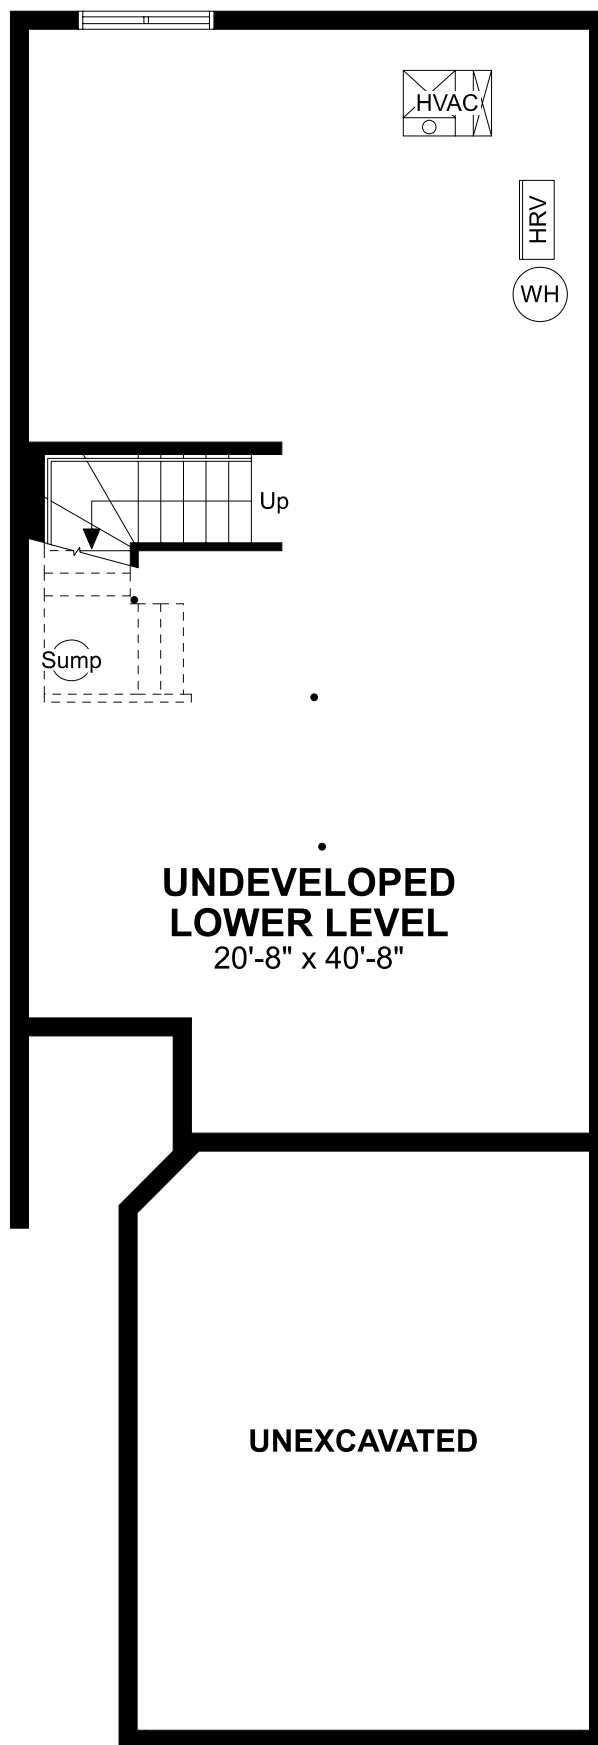 HVAC
HRV
WH
Up
Sump
UNDEVELOPED
LOWER LEVEL
20'-8" x 40'-8"
UNEXCAVATED